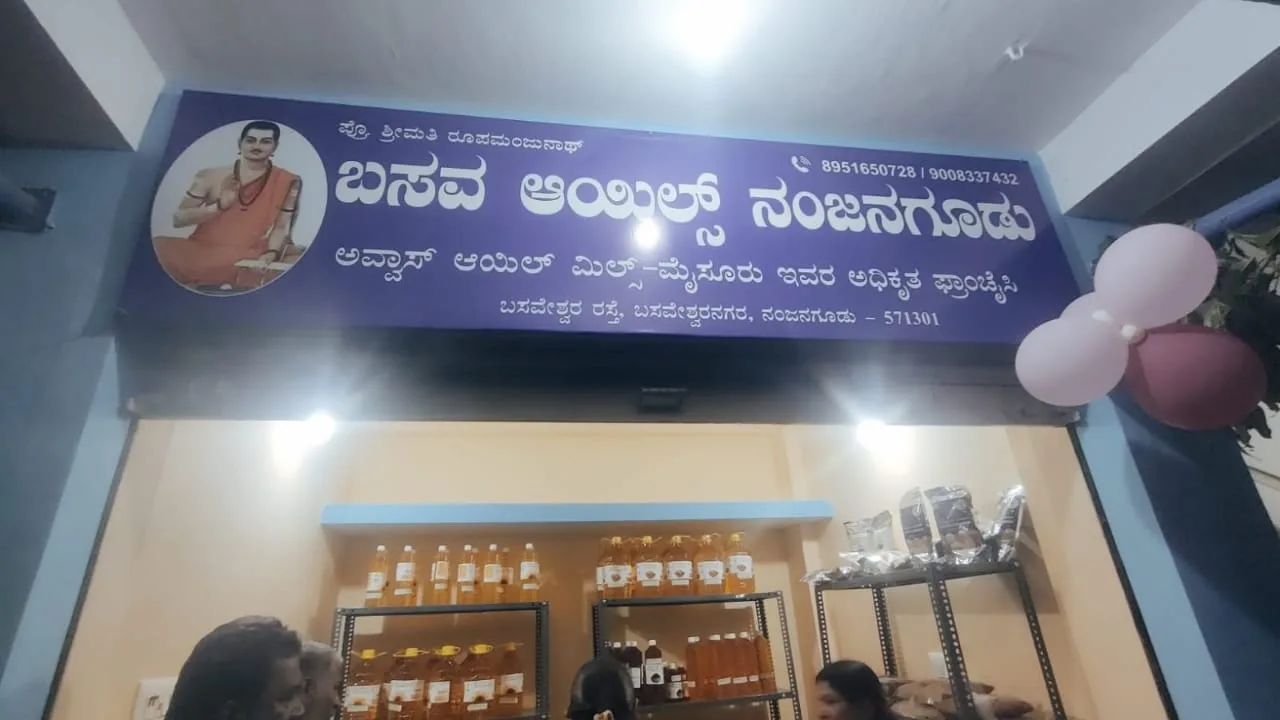 ಪ್ರೊ ಶ್ರೀಮತಿ ರೂಪಮಂಜುನಾಥ್
8951650728 / 9008337432
ಬಸವ ಆಯಿಲ್ಸ್ ನಂಜನಗೂಡು
ಅವ್ವಾಸ್ ಆಯಿಲ್ ಮಿಲ್ಸ್-ಮೈಸೂರು ಇವರ ಅಧಿಕೃತ ಫ್ರಾಂಚೈಸಿ
ಬಸವೇಶ್ವರ ರಸ್ತೆ, ಬಸವೇಶ್ವರನಗರ, ನಂಜನಗೂಡು – 571301